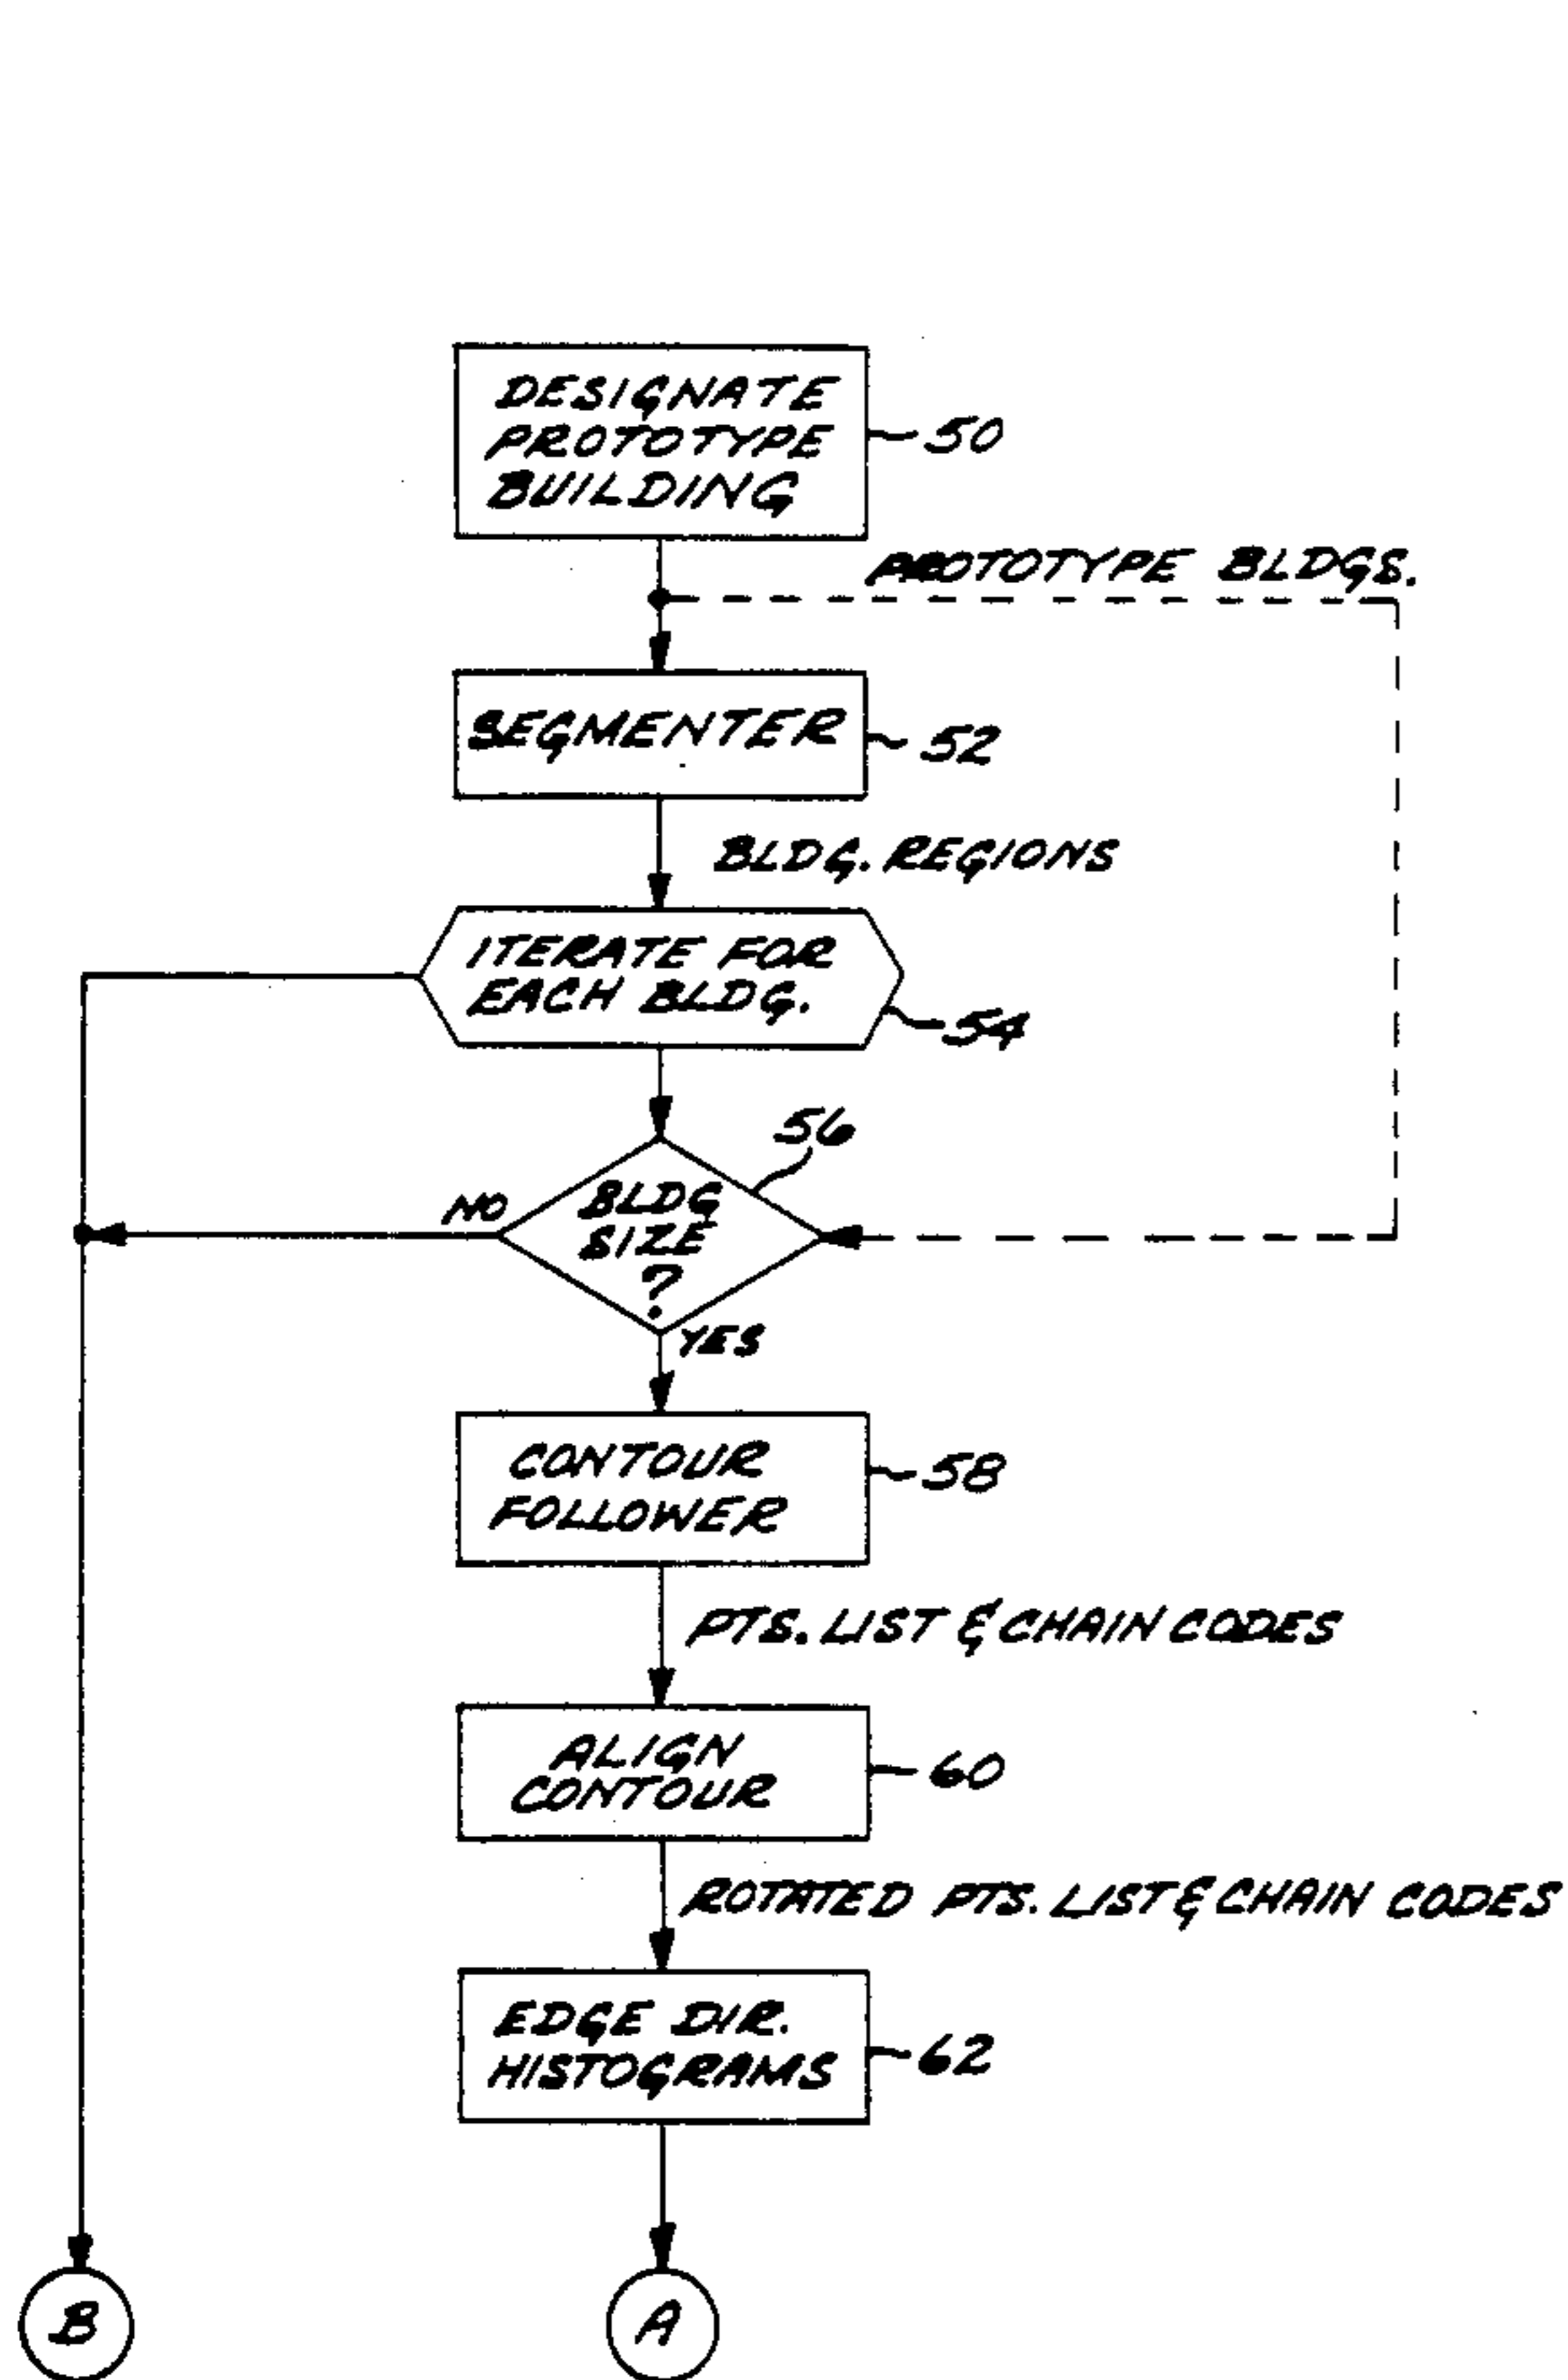 DESIGNATE
PROTOTYPE
BUILDING
50
PROTOTYPE BLDGS.
SEGMENTER
52
BLDG. REGIONS
ITERATE FOR
EACH BLDG.
54
56
NO
BLDG
SIZE
?
YES
CONTOUR
FOLLOWER
58
PTS. LIST & CHAIN CODES
ALIGN
CONTOUR
60
ROTATED PTS. LIST & CHAIN CODES
EDGE DIR.
HISTOGRAMS
62
B
A